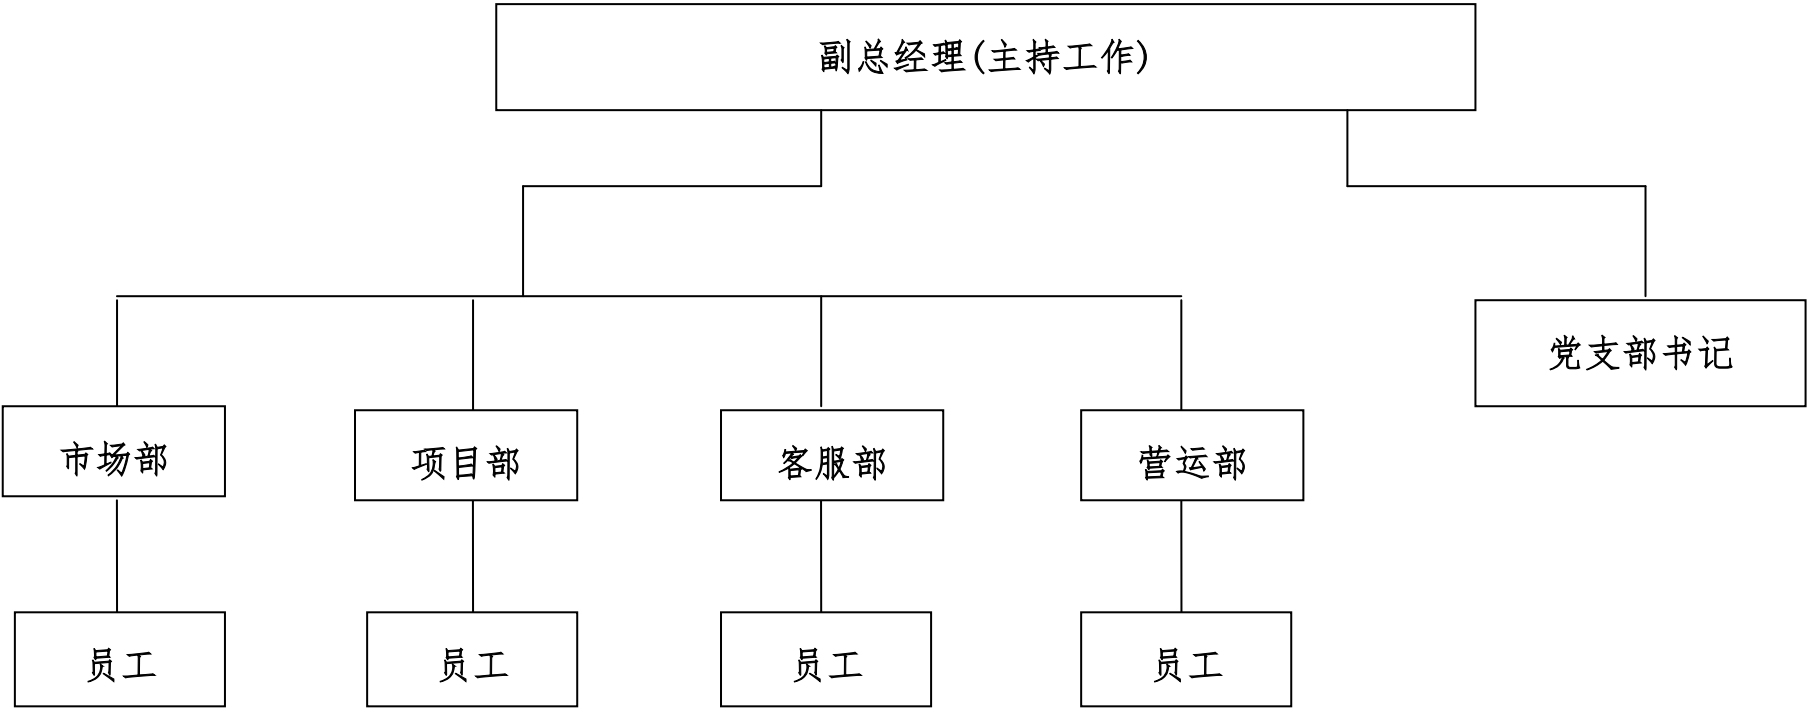 副总经理(主持工作)
党支部书记
市场部
项目部
客服部
营运部
员工
员工
员工
员工